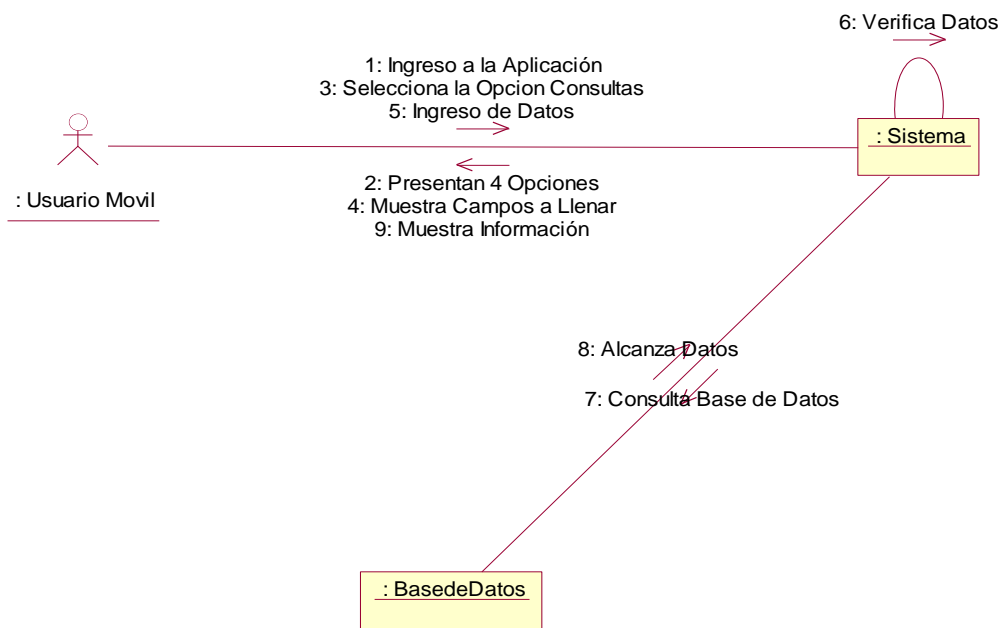 6: Verifica Datos
1: Ingreso a la Aplicación
3: Selecciona la Opcion Consultas
5: Ingreso de Datos
: Sistema
2: Presentan 4 Opciones
: Usuario Movil
4: Muestra Campos a Llenar
9: Muestra Información
8: Alcanza Datos
7: Consulta Base de Datos
: BasedeDatos